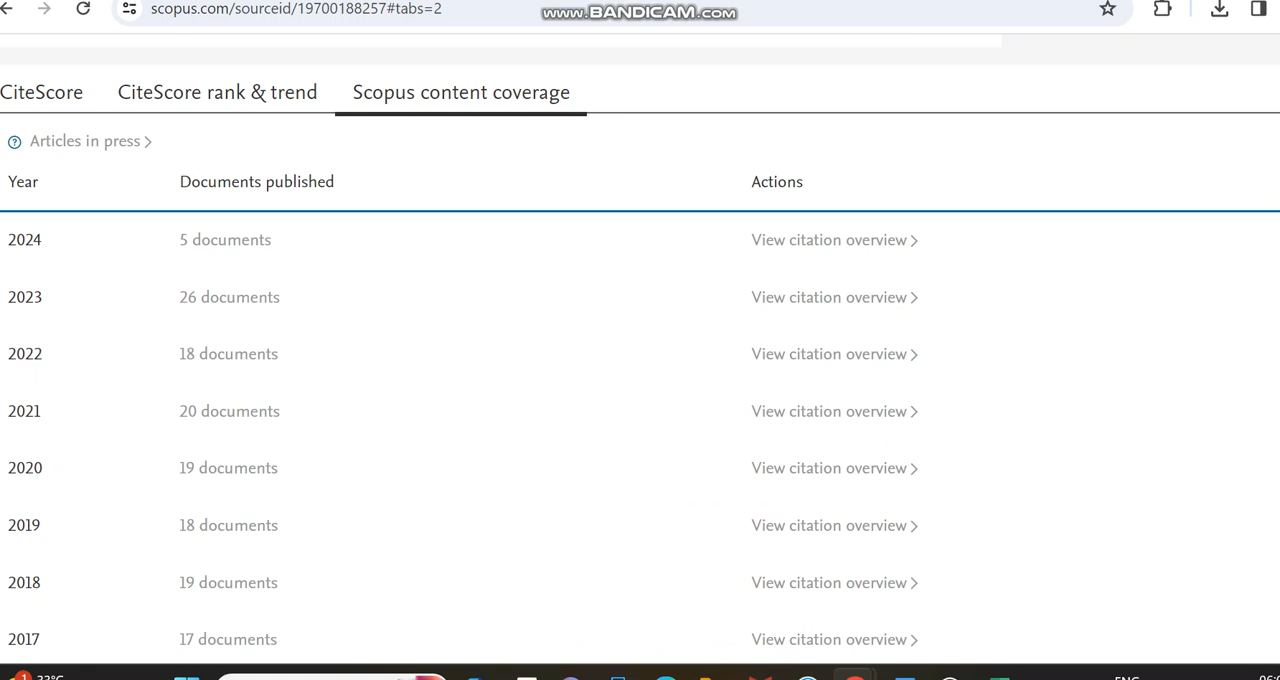 scopus.com/sourceid/19700188257#tabs=2
www.BANDICAM.com
CiteScore CiteScore rank & trend Scopus content coverage
Articles in press
Year Documents published Actions
2024 5 documents View citation overview
2023 26 documents View citation overview
2022 18 documents View citation overview
2021 20 documents View citation overview
2020 19 documents View citation overview
2019 18 documents View citation overview
2018 19 documents View citation overview
2017 17 documents View citation overview